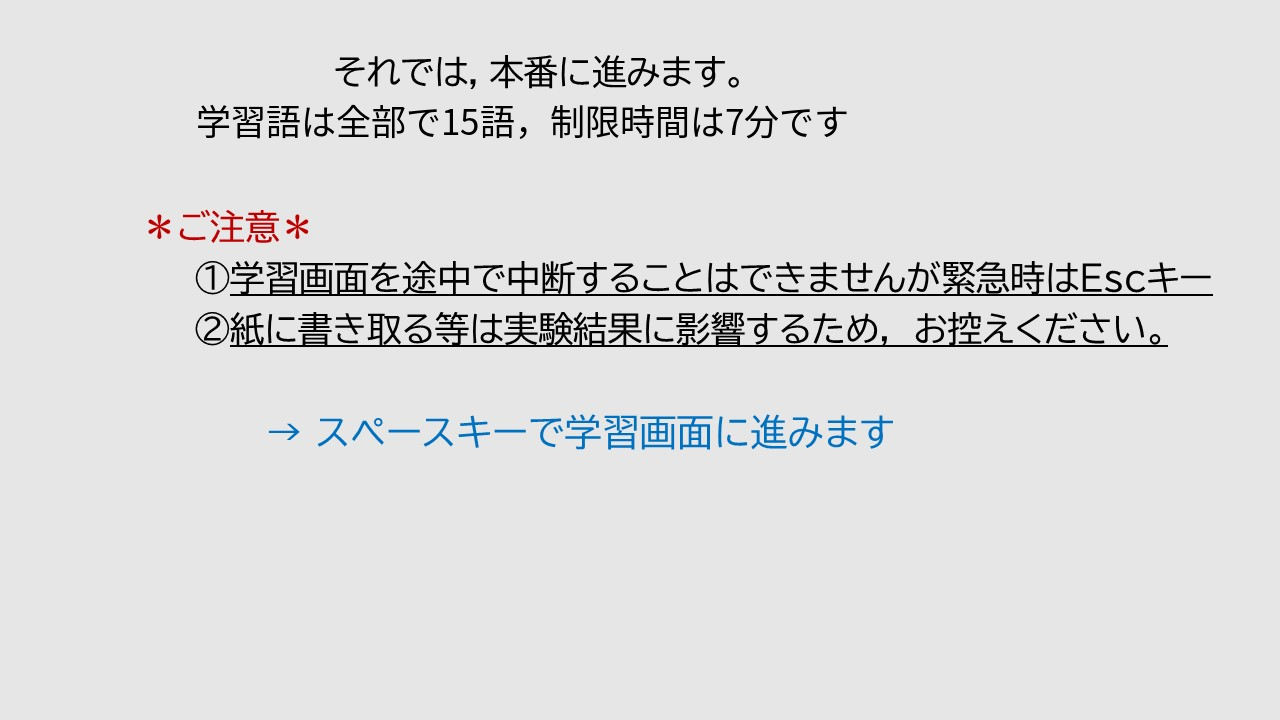 それでは, 本番に進みます。
学習語は全部で15語，制限時間は7分です
＊ご注意＊
①学習画面を途中で中断することはできませんが緊急時はEscキー
②紙に書き取る等は実験結果に影響するため，お控えください。
→ スペースキーで学習画面に進みます